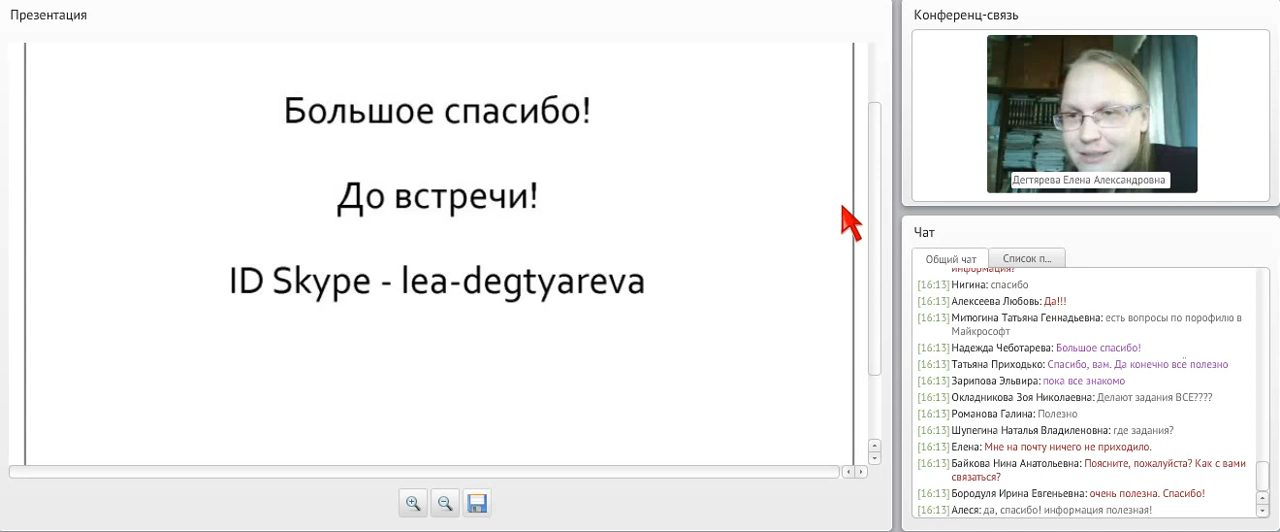 Презентация
Большое спасибо!
До встречи!
ID Skype - lea-degtyareva
Конференц-связь
Дегтярева Елена Александровна
Чат
Общий чат
Список п...
информация?
[16:13] Нигина: спасибо
[16:13] Алексеева Любовь: Да!!!
[16:13] Митюгина Татьяна Геннадьевна: есть вопросы по порофилю в
Майкрософт
[16:13] Надежда Чеботарева: Большое спасибо!
[16:13] Татьяна Приходько: Спасибо, вам. Да конечно всё полезно
[16:13] Зарипова Эльвира: пока все знакомо
[16:13] Окладникова Зоя Николаевна: Делают задания ВСЕ????
[16:13] Романова Галина: Полезно
[16:13] Шупегина Наталья Владиленовна: где задания?
[16:13] Елена: Мне на почту ничего не приходило.
[16:13] Байкова Нина Анатольевна: Поясните, пожалуйста? Как с вами
связаться?
[16:13] Бородуля Ирина Евгеньевна: очень полезна. Спасибо!
[16:13] Алеся: да, спасибо! информация полезная!